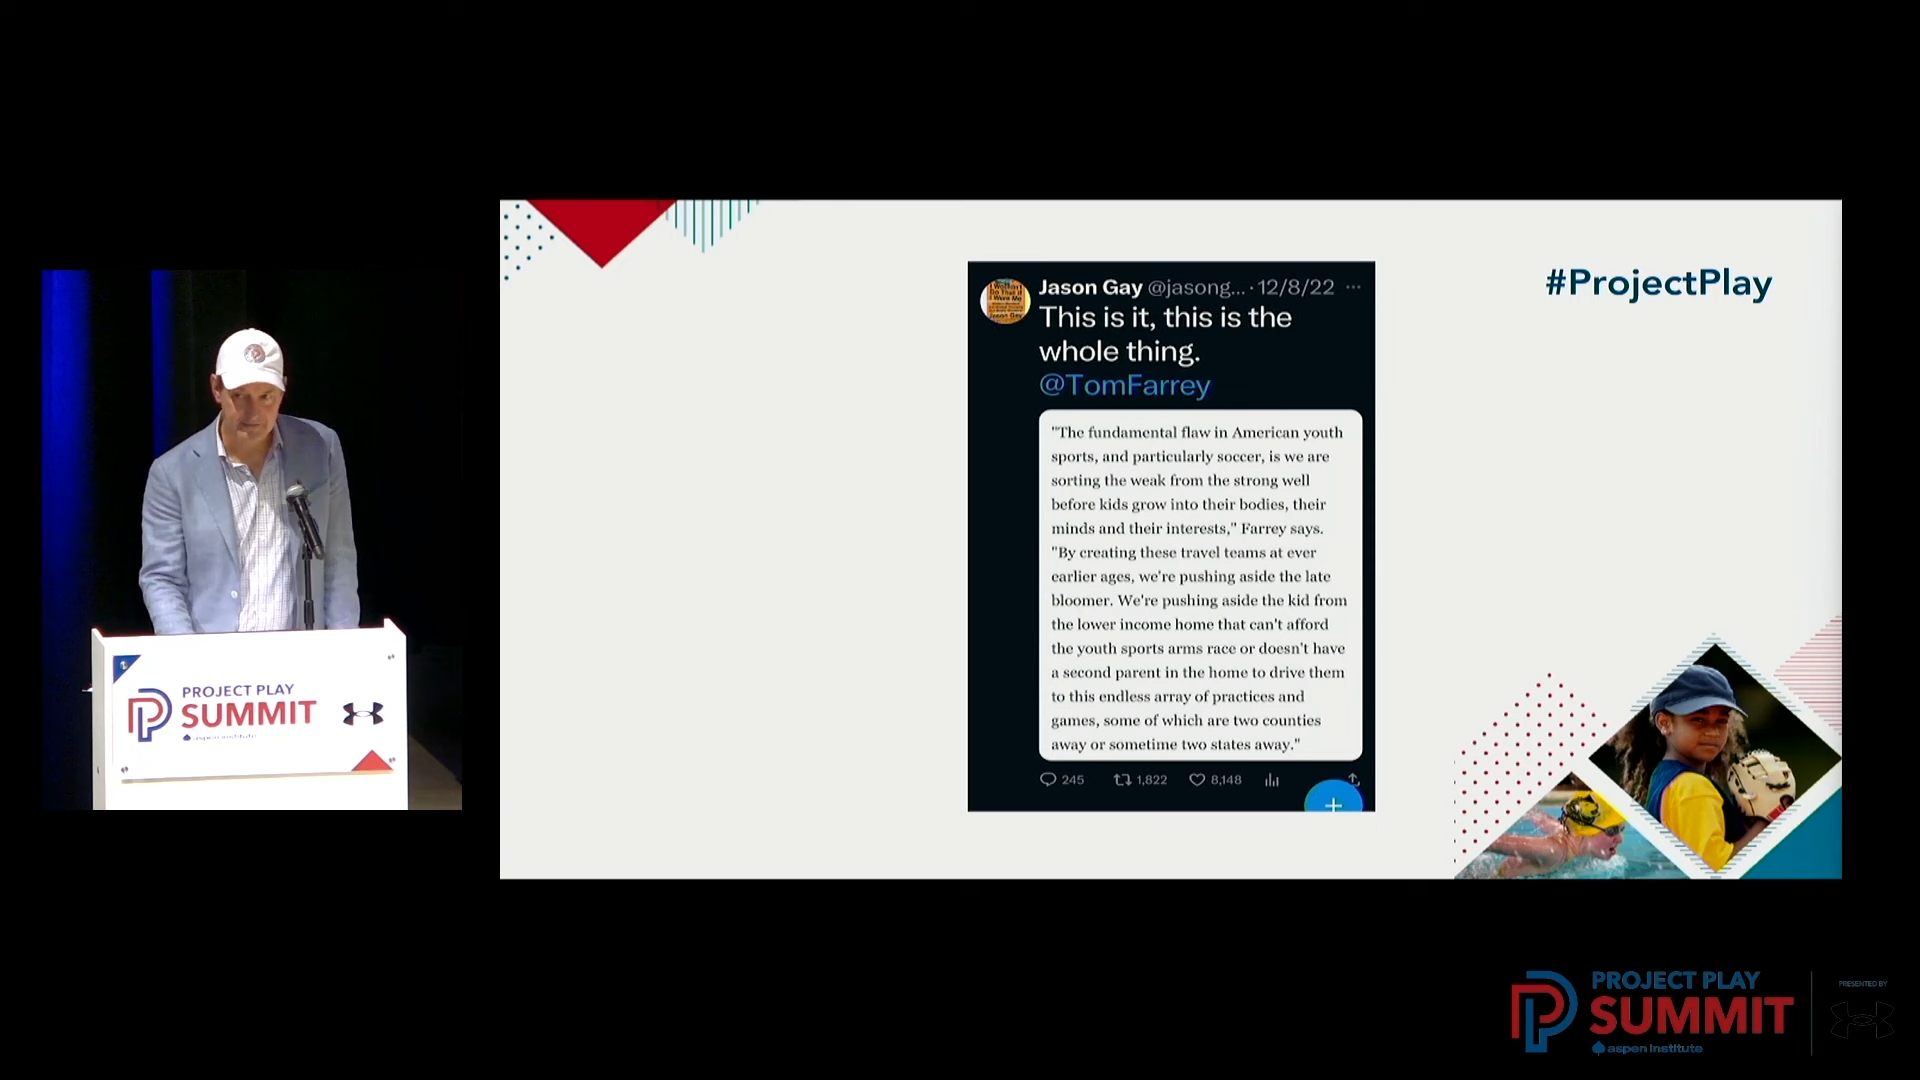 #ProjectPlay
Jason Gay @jasong... · 12/8/22 ···
This is it, this is the
whole thing.
@TomFarrey
"The fundamental flaw in American youth
sports, and particularly soccer, is we are
sorting the weak from the strong well
before kids grow into their bodies, their
minds and their interests," Farrey says.
"By creating these travel teams at ever
earlier ages, we're pushing aside the late
bloomer. We're pushing aside the kid from
the lower income home that can't afford
the youth sports arms race or doesn't have
a second parent in the home to drive them
to this endless array of practices and
games, some of which are two counties
away or sometime two states away."
245 1,822 8,148
PROJECT PLAY
SUMMIT
aspen institute
PROJECT PLAY
SUMMIT
aspen institute
PRESENTED BY